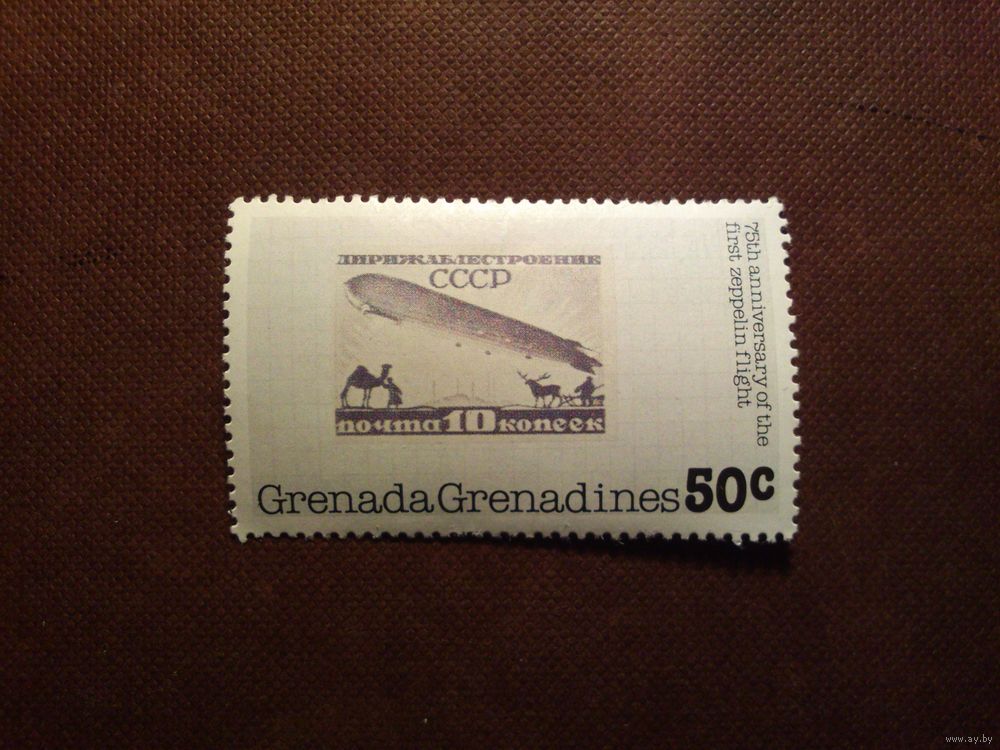 ДИРИЖАБЛЕСТРОЕНИЕ
СССР
почта 10 копеек
75th anniversary of the
first zeppelin flight
Grenada Grenadines 50c
www.ay.by